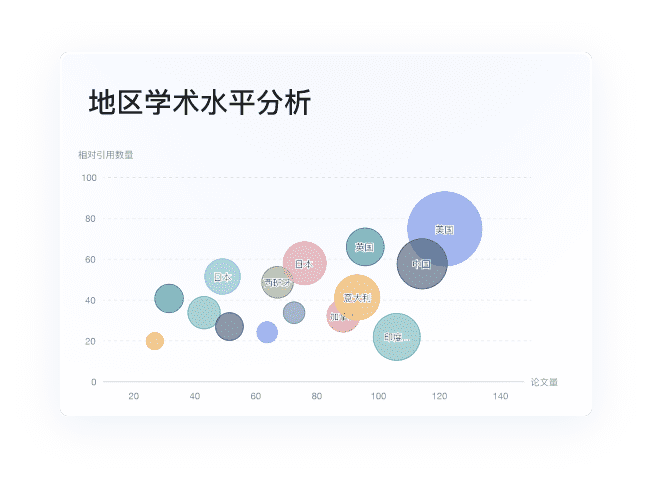 地区学术水平分析
相对引用数量
100
80
60
40
20
0
美国
英国
中国
日本
日本
西班牙
意大利
加拿大
印度...
论文量
20 40 60 80 100 120 140